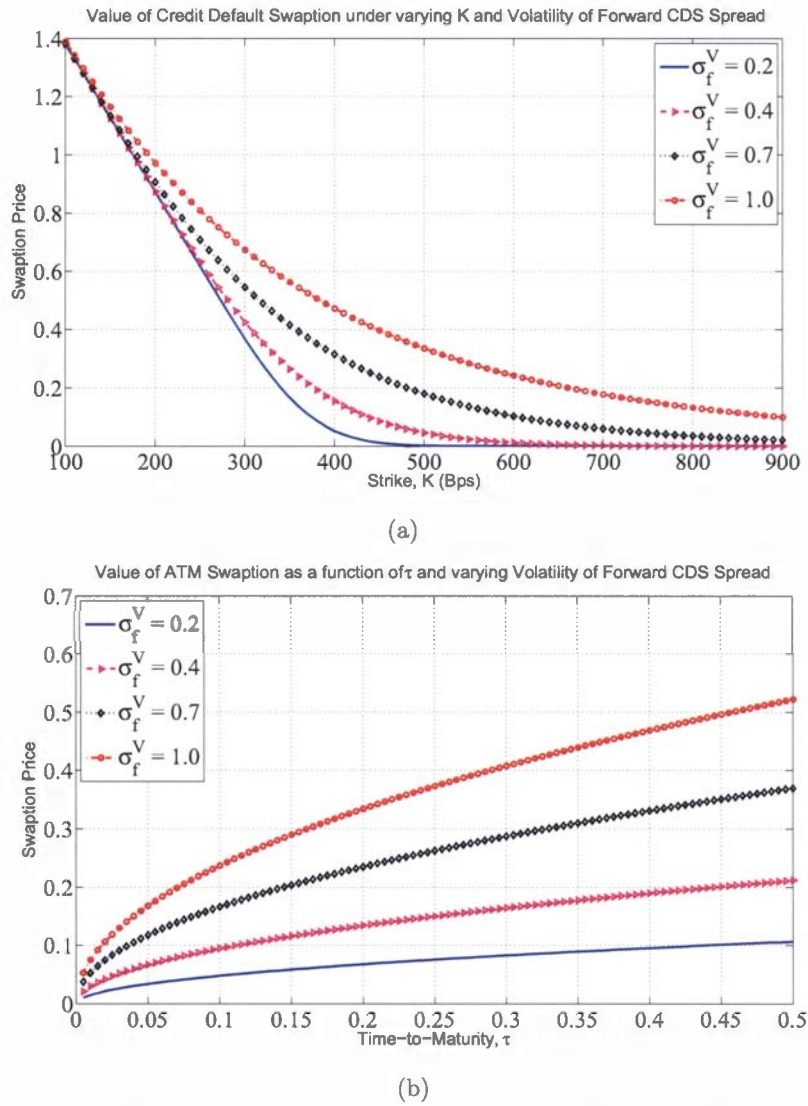 Value of Credit Default Swaption under varying K and Volatility of Forward CDS Spread
1.4
1.2
1
0.8
0.6
0.4
0.2
0
Swaption Price
σ_f^V = 0.2
σ_f^V = 0.4
σ_f^V = 0.7
σ_f^V = 1.0
100 200 300 400 500 600 700 800 900
Strike, K (Bps)
(a)
Value of ATM Swaption as a function of τ and varying Volatility of Forward CDS Spread
0.7
0.6
0.5
0.4
0.3
0.2
0.1
0
Swaption Price
σ_f^V = 0.2
σ_f^V = 0.4
σ_f^V = 0.7
σ_f^V = 1.0
0 0.05 0.1 0.15 0.2 0.25 0.3 0.35 0.4 0.45 0.5
Time-to-Maturity, τ
(b)